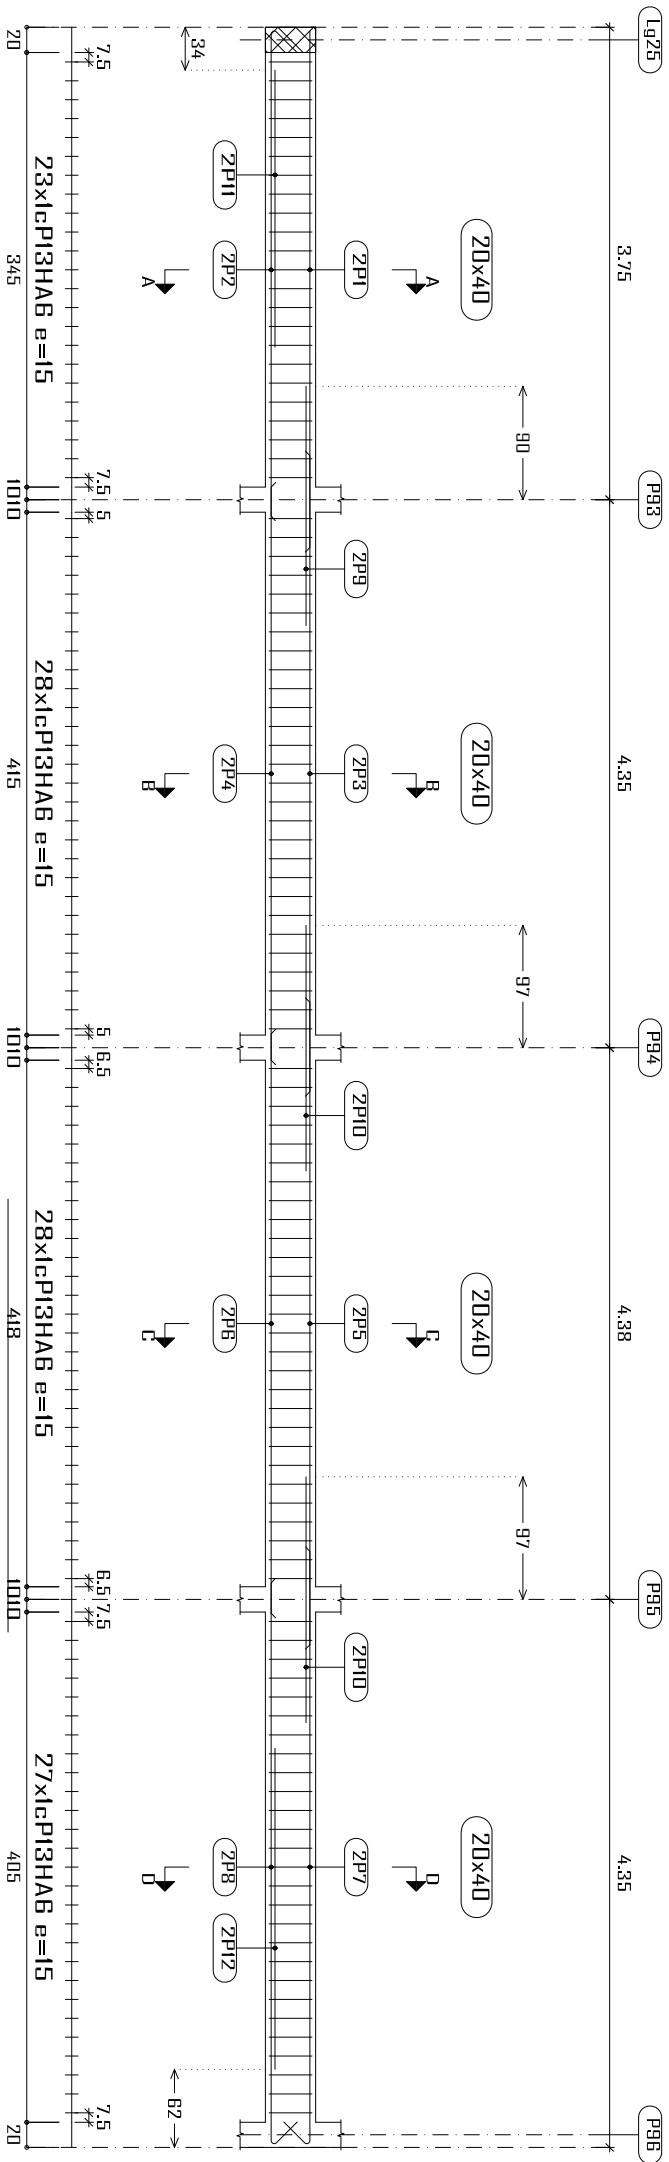 Lg25 P93 P94 P95 P96
3.75 4.35 4.38 4.35
90 97 97
20x40 20x40 20x40 20x40
A B C D
2P1 2P9 2P3 2P10 2P5 2P10 2P7
2P11 2P2 2P4 2P6 2P8 2P12
34 62
A B C D
7.5 7.5 5 5 6.5 6.5 7.5 7.5
23x1cP13HA6 e=15 28x1cP13HA6 e=15 28x1cP13HA6 e=15 27x1cP13HA6 e=15
20 345 1010 415 1010 418 1010 405 20